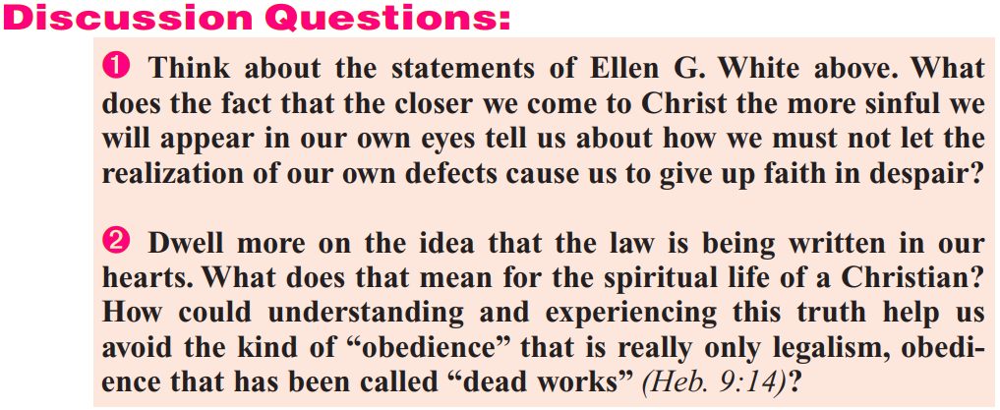 Discussion Questions:
❶ Think about the statements of Ellen G. White above. What
does the fact that the closer we come to Christ the more sinful we
will appear in our own eyes tell us about how we must not let the
realization of our own defects cause us to give up faith in despair?
❷ Dwell more on the idea that the law is being written in our
hearts. What does that mean for the spiritual life of a Christian?
How could understanding and experiencing this truth help us
avoid the kind of “obedience” that is really only legalism, obedi-
ence that has been called “dead works” (Heb. 9:14)?